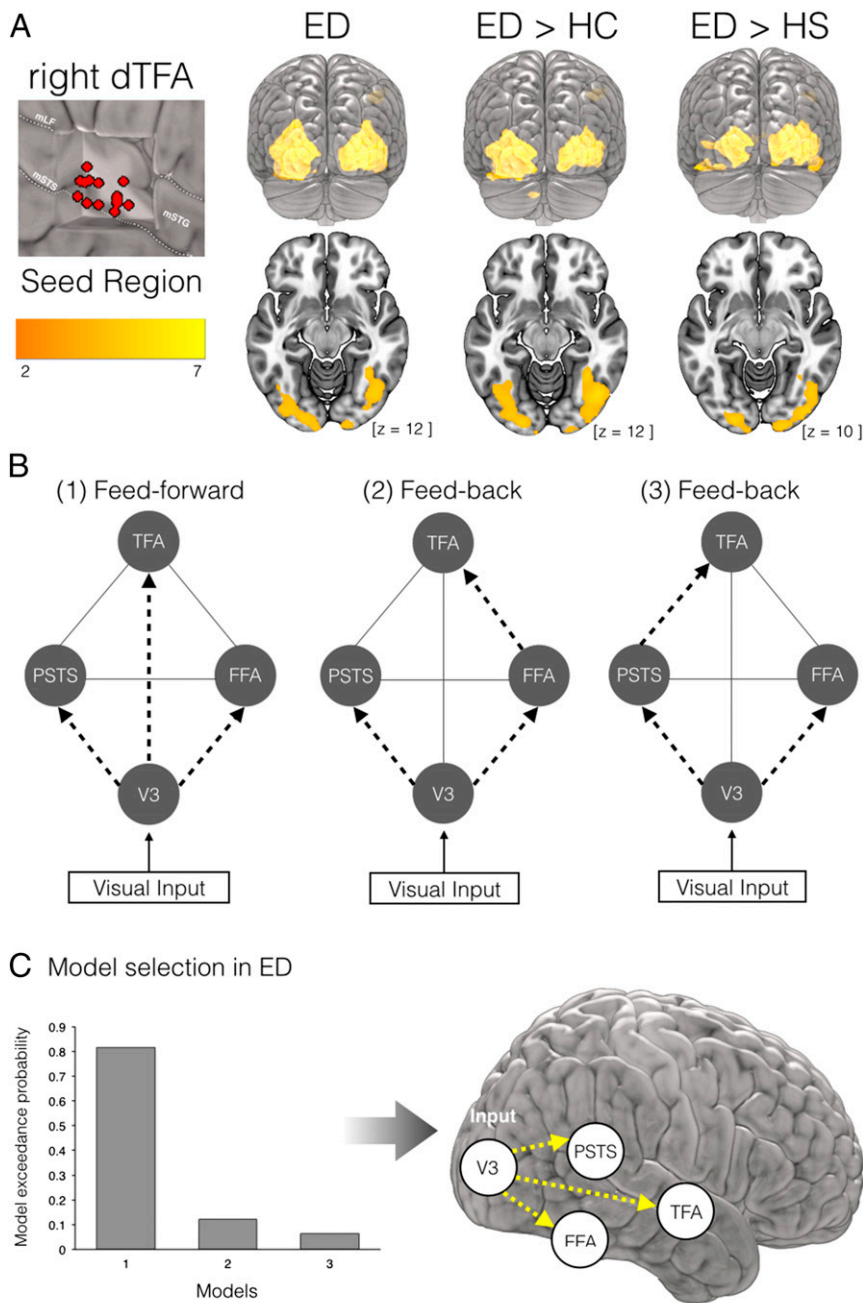 A
ED
ED > HC
ED > HS
right dTFA
mLF
mSTS
mSTG
Seed Region
2
7
[z = 12 ]
[z = 12 ]
[z = 10 ]
B
(1) Feed-forward
(2) Feed-back
(3) Feed-back
TFA
TFA
TFA
PSTS
FFA
PSTS
FFA
PSTS
FFA
V3
V3
V3
Visual Input
Visual Input
Visual Input
C Model selection in ED
Model exceedance probability
0.9
0.8
0.7
0.6
0.5
0.4
0.3
0.2
0.1
0
1
2
3
Models
Input
V3
PSTS
TFA
FFA